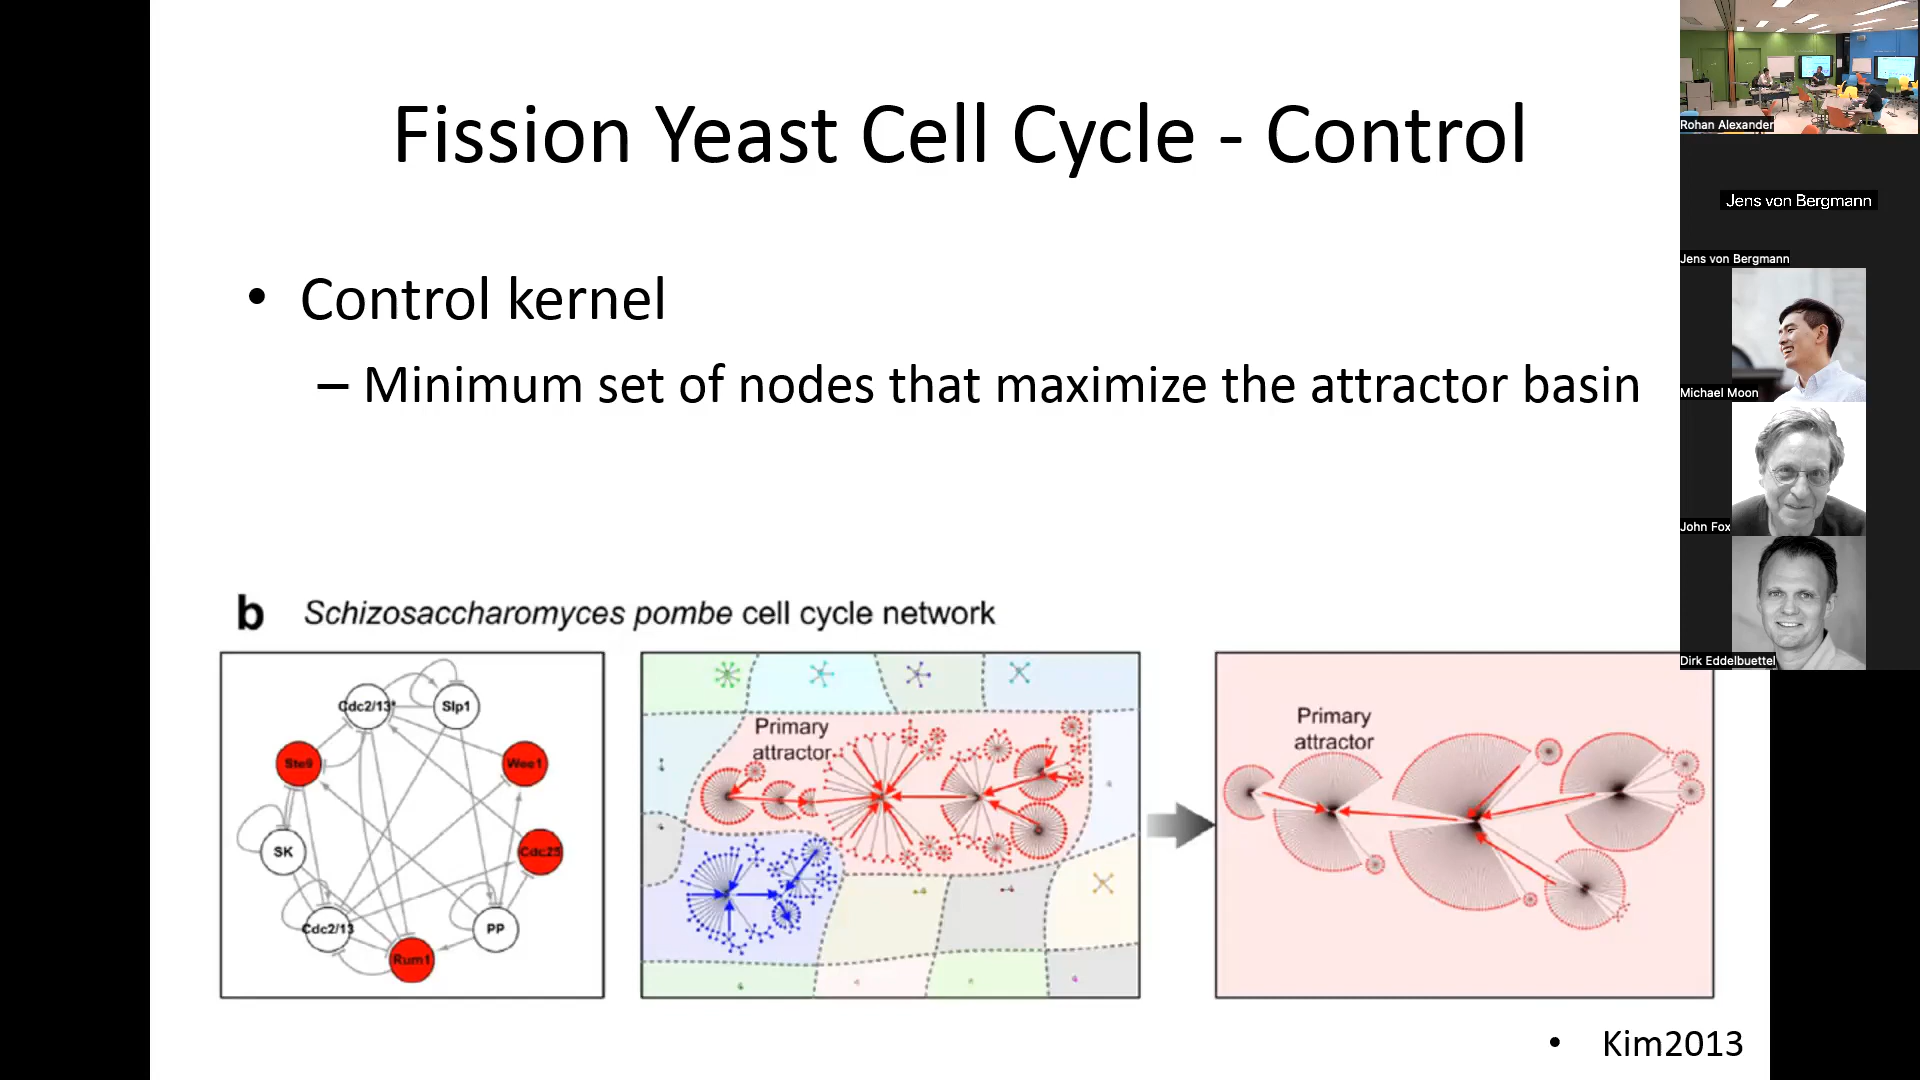 Fission Yeast Cell Cycle - Control
• Control kernel
– Minimum set of nodes that maximize the attractor basin
b Schizosaccharomyces pombe cell cycle network
Cdc2/13*
Slp1
Ste9
Wee1
SK
Cdc25
Cdc2/13
PP
Rum1
Primary
attractor
Primary
attractor
• Kim2013
Rohan Alexander
Jens von Bergmann
Jens von Bergmann
Michael Moon
John Fox
Dirk Eddelbuettel